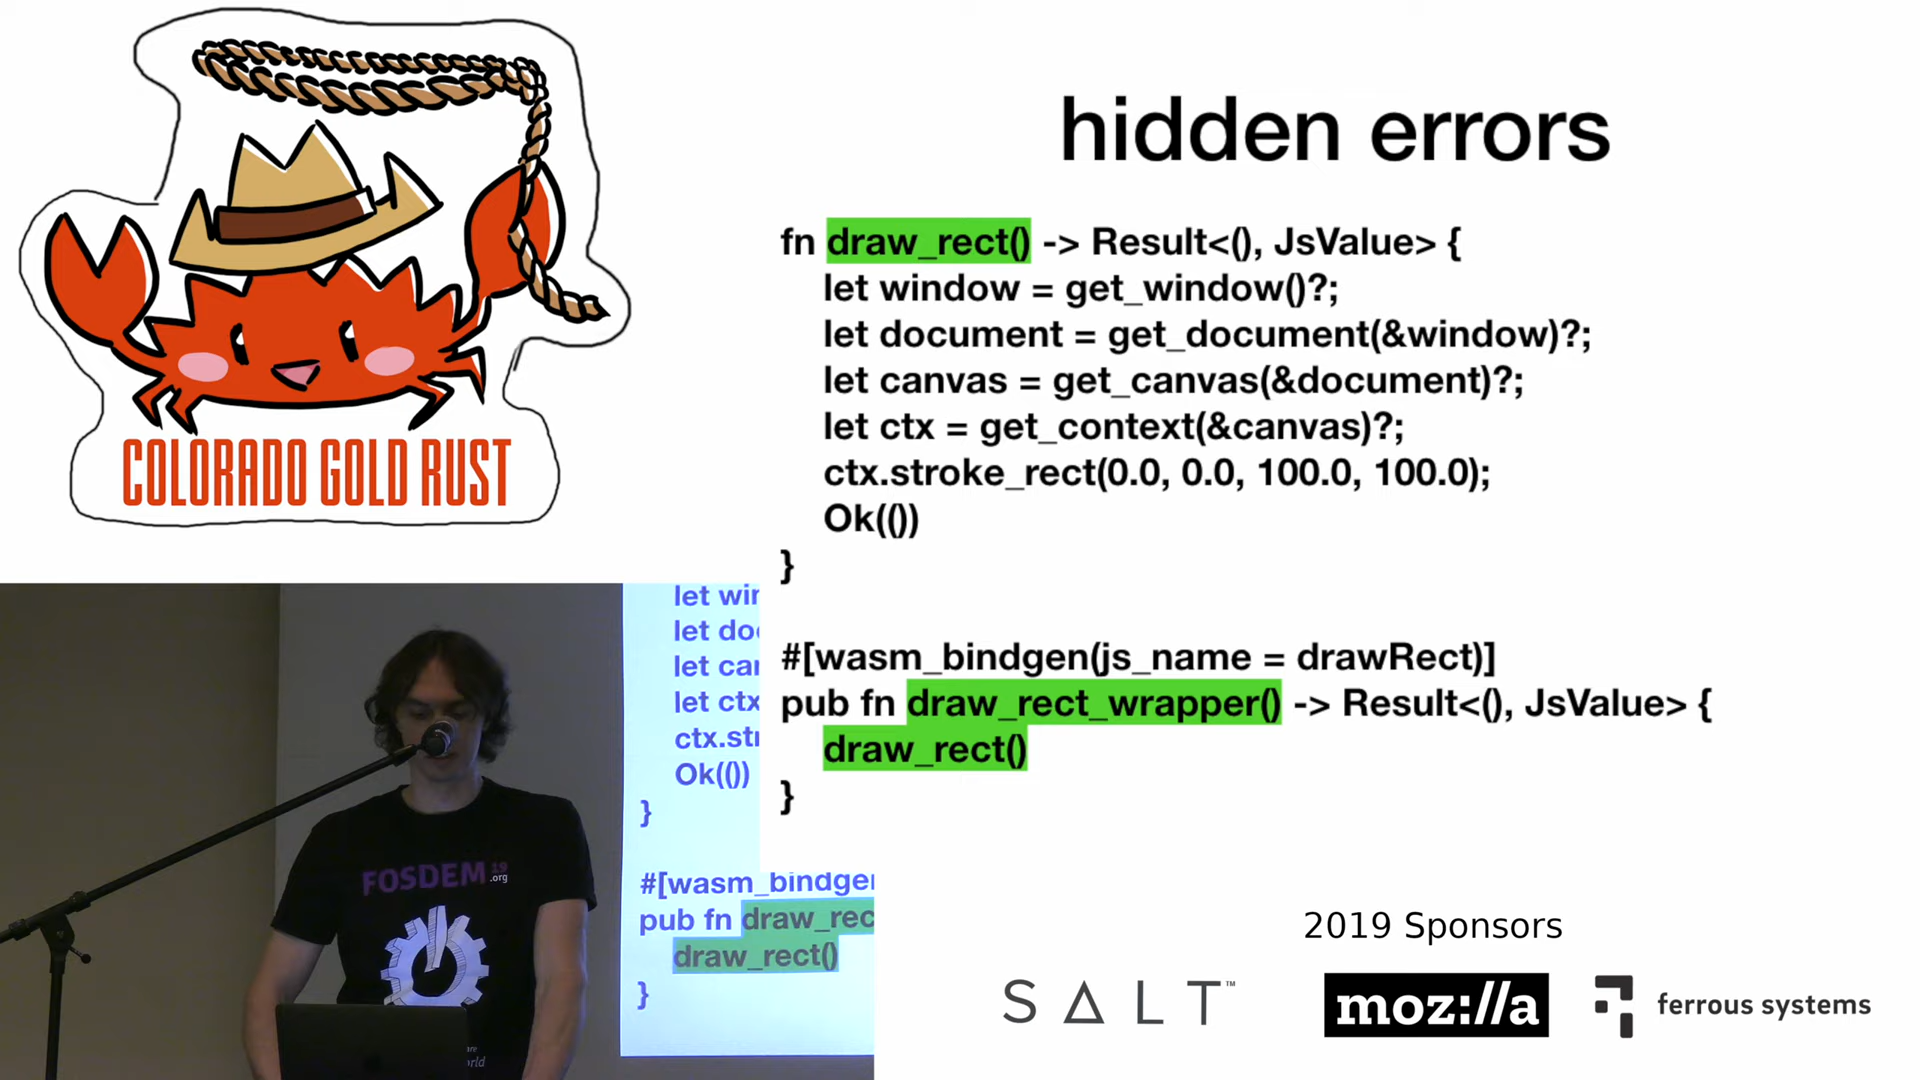 COLORADO GOLD RUST
hidden errors
fn draw_rect() -> Result<(), JsValue> {
let window = get_window()?;
let document = get_document(&window)?;
let canvas = get_canvas(&document)?;
let ctx = get_context(&canvas)?;
ctx.stroke_rect(0.0, 0.0, 100.0, 100.0);
Ok(())
}
#[wasm_bindgen(js_name = drawRect)]
pub fn draw_rect_wrapper() -> Result<(), JsValue> {
draw_rect()
}
let wir
let do
let ca
let ctx
ctx.st
Ok(())
}
#[wasm_bindge
pub fn draw_rec
draw_rect()
}
FOSDEM 19
.org
2019 Sponsors
SALT™
moz://a
ferrous systems